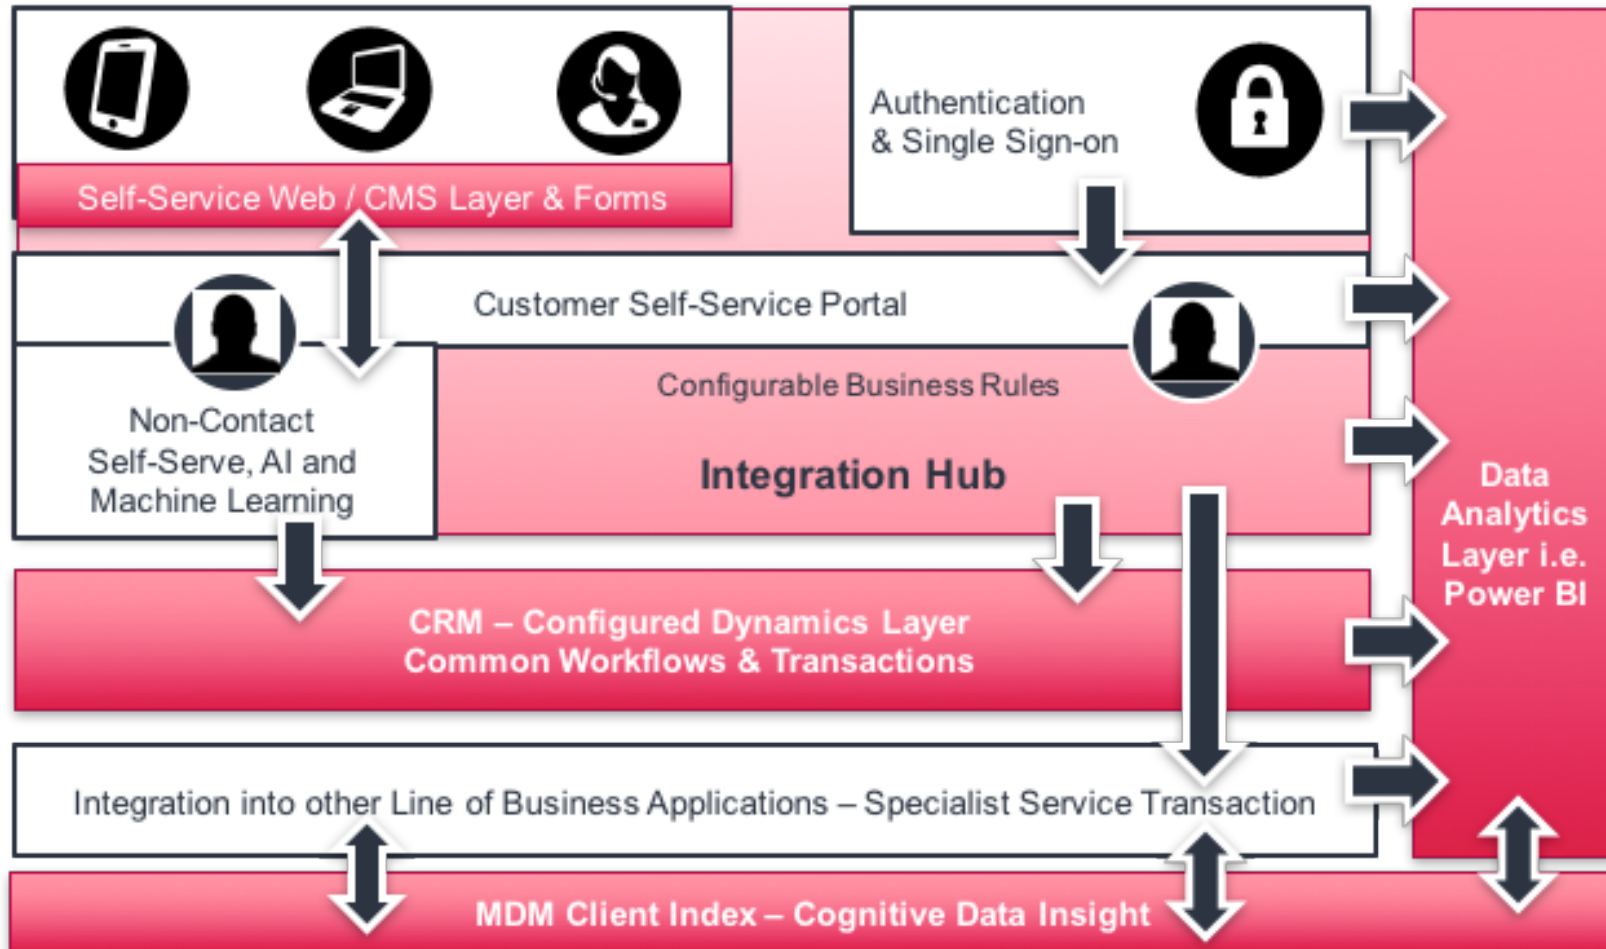 Authentication
& Single Sign-on
Self-Service Web / CMS Layer & Forms
Customer Self-Service Portal
Non-Contact
Self-Serve, AI and
Machine Learning
Configurable Business Rules
Integration Hub
Data
Analytics
Layer i.e.
Power BI
CRM – Configured Dynamics Layer
Common Workflows & Transactions
Integration into other Line of Business Applications – Specialist Service Transaction
MDM Client Index – Cognitive Data Insight